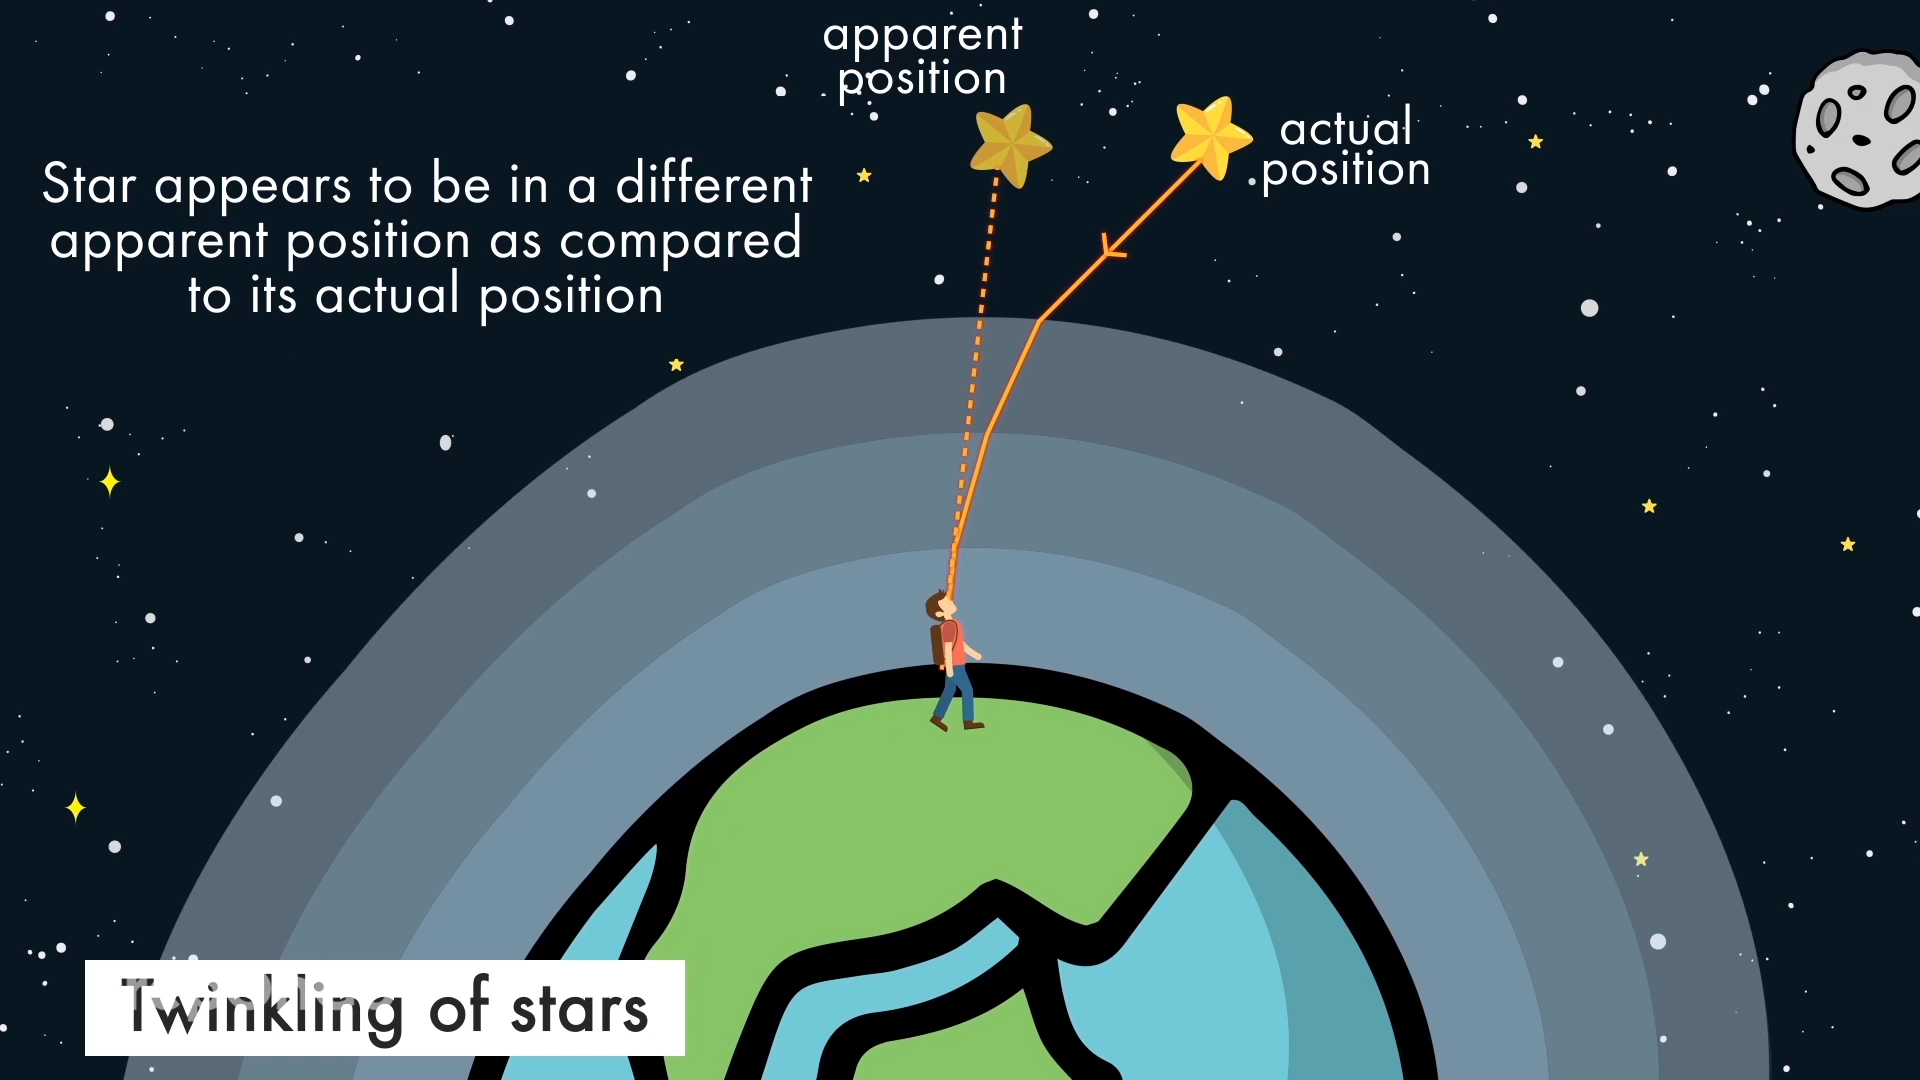 apparent
position
actual
position
Star appears to be in a different
apparent position as compared
to its actual position
Twinkling of stars